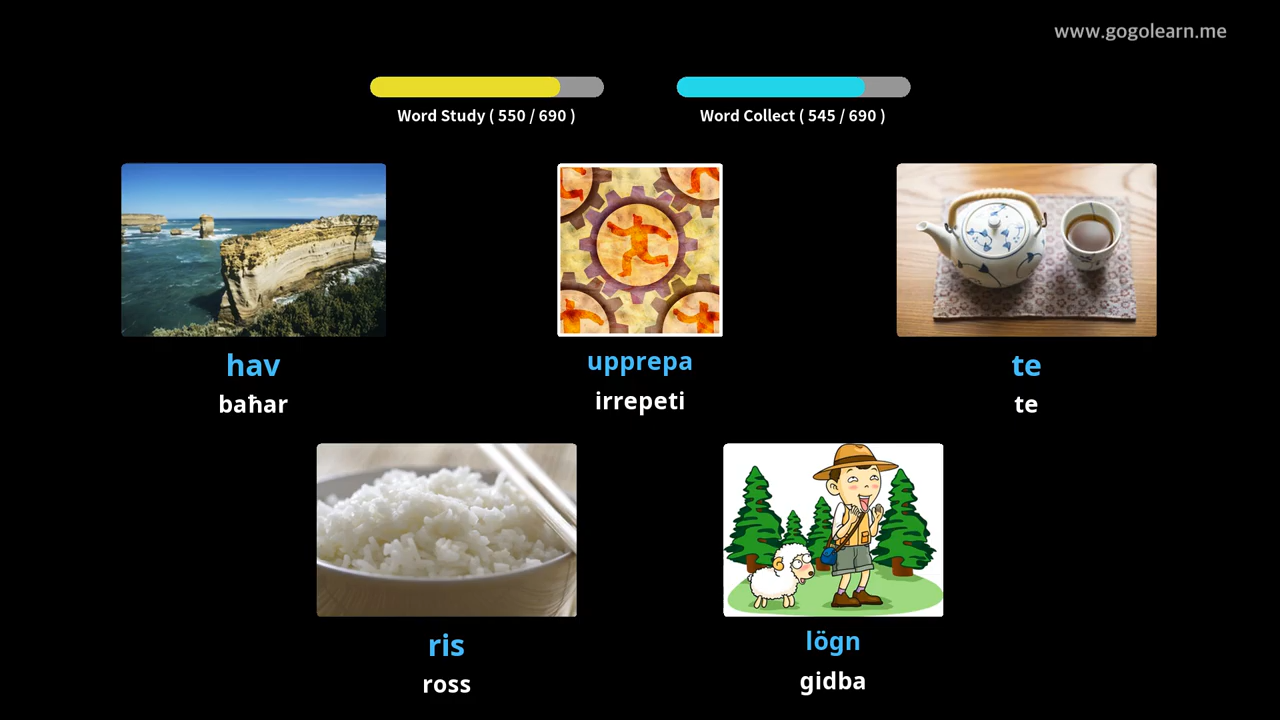 www.gogolearn.me
Word Study ( 550 / 690 )
Word Collect ( 545 / 690 )
hav
baħar
upprepa
irrepeti
te
te
ris
ross
lögn
gidba